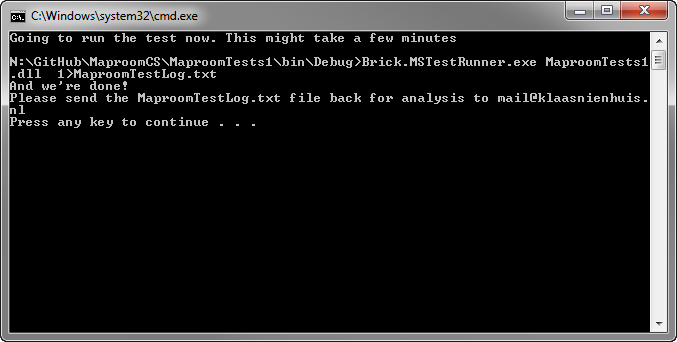 C:\Windows\system32\cmd.exe
Going to run the test now. This might take a few minutes
N:\GitHub\MaproomCS\MaproomTests1\bin\Debug>Brick.MSTestRunner.exe MaproomTests1
.dll  1>MaproomTestLog.txt
And we're done!
Please send the MaproomTestLog.txt file back for analysis to mail@klaasnienhuis.
nl
Press any key to continue . . .